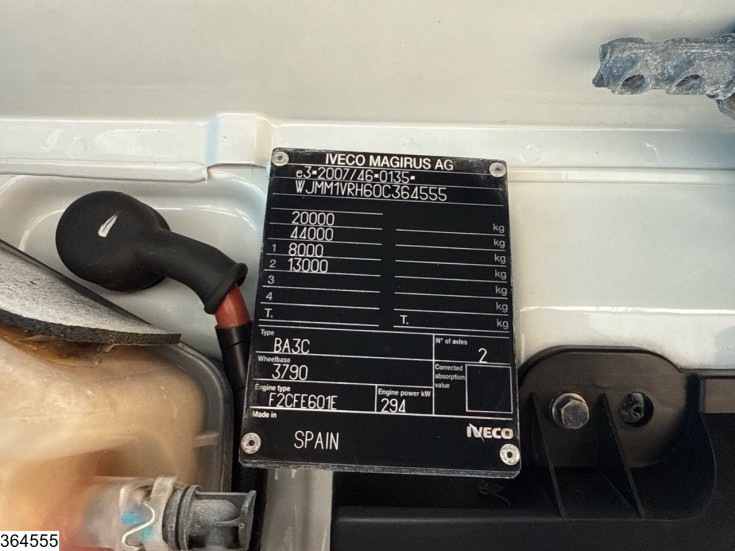 IVECO MAGIRUS AG
e3*2007/46*0135*
WJMM1VRH60C364555
20000 kg
44000 kg
1 8000 kg
2 13000 kg
3 kg
4 kg
T. T. kg
Type
BA3C
N° of axles
2
Wheelbase
3790
Corrected
absorption
value
Engine type
F2CFE601E
Engine power kW
294
Made in
SPAIN
IVECO
364555